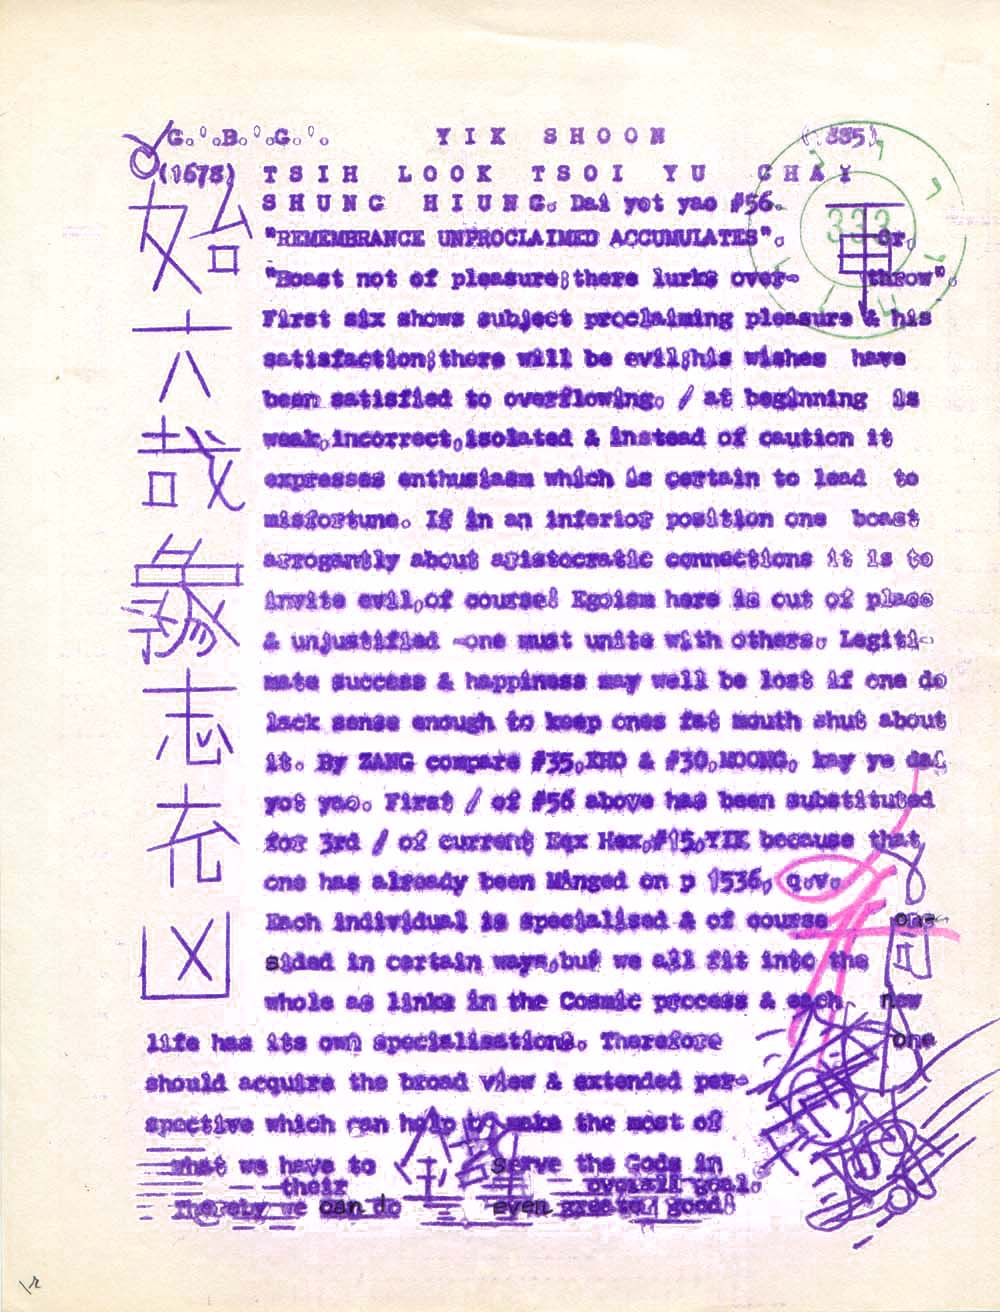 G.'.B.'.G.'. YIK SHOON (.885)
(1678) TSIH LOOK TSOI YU CHAY
SHUNG HIUNG. Dai yot yao #56.
"REMEMBRANCE UNPROCLAIMED ACCUMULATES". Or,
"Boast not of pleasure;there lurks over- throw".
First six shows subject proclaiming pleasure & his
satisfaction;there will be evil;his wishes have
been satisfied to overflowing. / at beginning is
weak,incorrect,isolated & instead of caution it
expresses enthusiasm which is certain to lead to
misfortune. If in an inferior position one boast
arrogantly about aristocratic connections it is to
invite evil,of course! Egoism here is out of place
& unjustified -one must unite with others. Legiti-
mate success & happiness may well be lost if one do
lack sense enough to keep ones fat mouth shut about
it. By ZANG compare #35,KHO & #30,MOONG, kay ye dai
yot yao. First / of #56 above has been substituted
for 3rd / of current Eqx Hex,#15,YIK because that
one has already been Minged on p 1536, q.v.
Each individual is specialised & of course one
sided in certain ways,but we all fit into the
whole as links in the Cosmic process & each new
life has its own specialisations. Therefore one
should acquire the broad view & extended per-
spective which can help to make the most of
what we have to serve the Gods in
their overall goal.
Thereby we can do even greater good!
333
初
六
哉
豫
志
凶